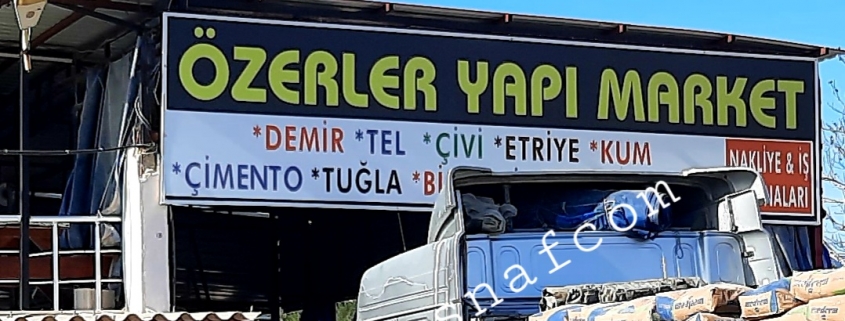 ÖZERLER YAPI MARKET
*DEMİR *TEL *ÇİVİ *ETRİYE *KUM
*ÇİMENTO *TUĞLA
NAKLİYE & İŞ
snafcom